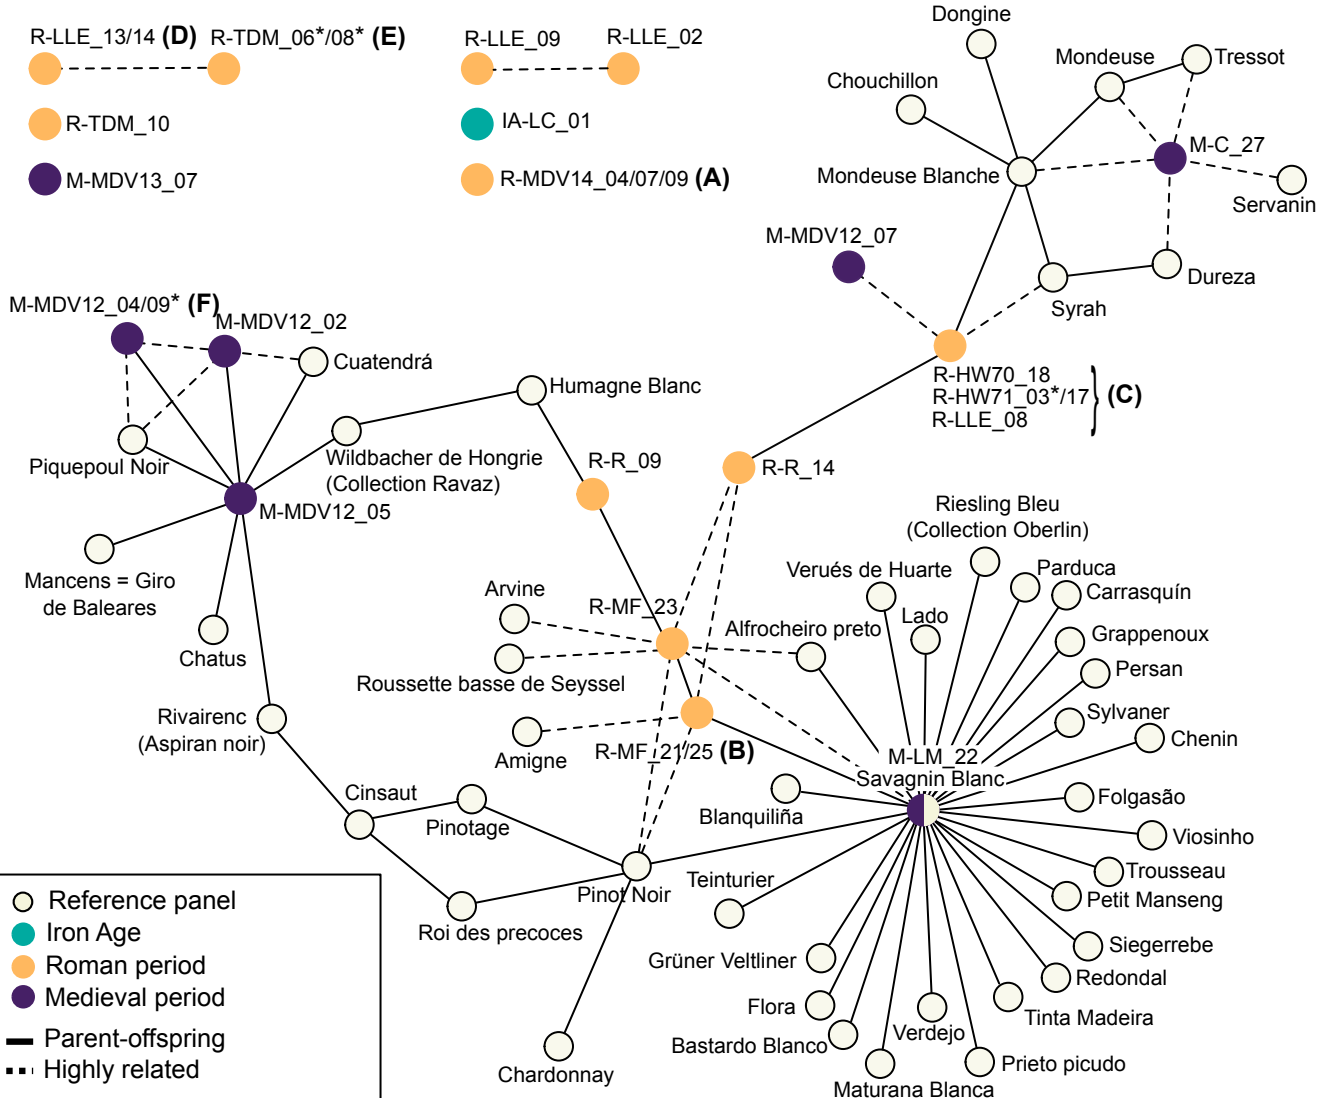 R-LLE_13/14 (D)
R-TDM_06*/08* (E)
R-LLE_09
R-LLE_02
R-TDM_10
IA-LC_01
M-MDV13_07
R-MDV14_04/07/09 (A)
Dongine
Mondeuse
Tressot
Chouchillon
M-C_27
Mondeuse Blanche
Servanin
M-MDV12_07
Dureza
Syrah
M-MDV12_04/09* (F)
M-MDV12_02
Cuatendrá
R-HW70_18
R-HW71_03*/17
R-LLE_08
(C)
Humagne Blanc
Piquepoul Noir
Wildbacher de Hongrie
(Collection Ravaz)
R-R_09
R-R_14
M-MDV12_05
Riesling Bleu
(Collection Oberlin)
Mancens = Giro
de Baleares
Chatus
Arvine
R-MF_23
Verués de Huarte
Parduca
Carrasquín
Lado
Alfrocheiro preto
Grappenoux
Roussette basse de Seyssel
Persan
Rivairenc
(Aspiran noir)
Sylvaner
Chenin
Amigne
R-MF_21/25 (B)
M-LM_22
Savagnin Blanc
Cinsaut
Pinotage
Blanquiliña
Folgasão
Viosinho
Trousseau
Petit Manseng
Pinot Noir
Teinturier
Roi des precoces
Siegerrebe
Redondal
Grüner Veltliner
Flora
Tinta Madeira
Bastardo Blanco
Verdejo
Prieto picudo
Maturana Blanca
Chardonnay
Reference panel
Iron Age
Roman period
Medieval period
Parent-offspring
Highly related